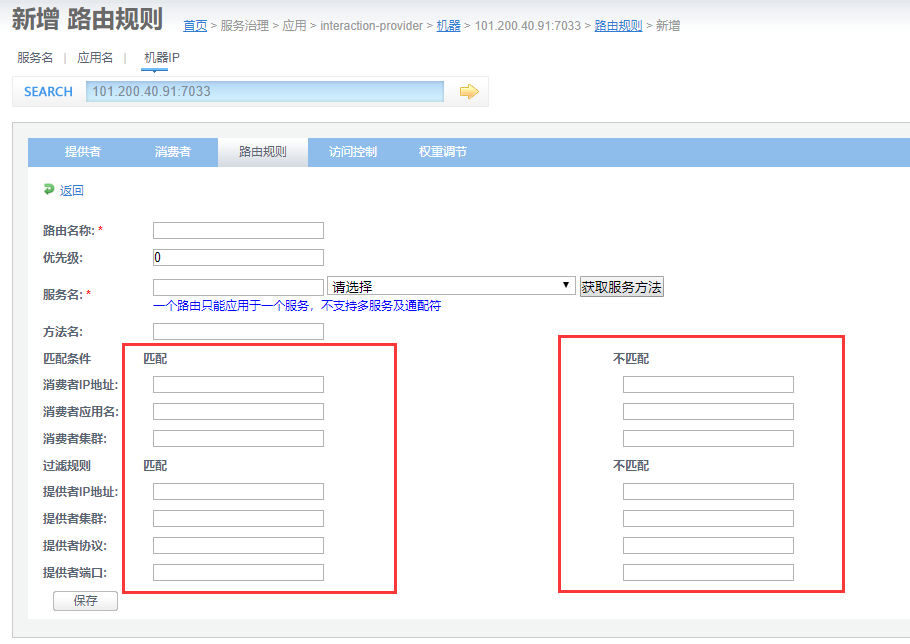 新增 路由规则 首页 > 服务治理 > 应用 > interaction-provider > 机器 > 101.200.40.91:7033 > 路由规则 > 新增
服务名 | 应用名 | 机器IP
SEARCH 101.200.40.91:7033
提供者 消费者 路由规则 访问控制 权重调节
返回
路由名称: *
优先级: 0
服务名: * 请选择 获取服务方法
一个路由只能应用于一个服务，不支持多服务及通配符
方法名:
匹配条件 匹配 不匹配
消费者IP地址:
消费者应用名:
消费者集群:
过滤规则 匹配 不匹配
提供者IP地址:
提供者集群:
提供者协议:
提供者端口:
保存